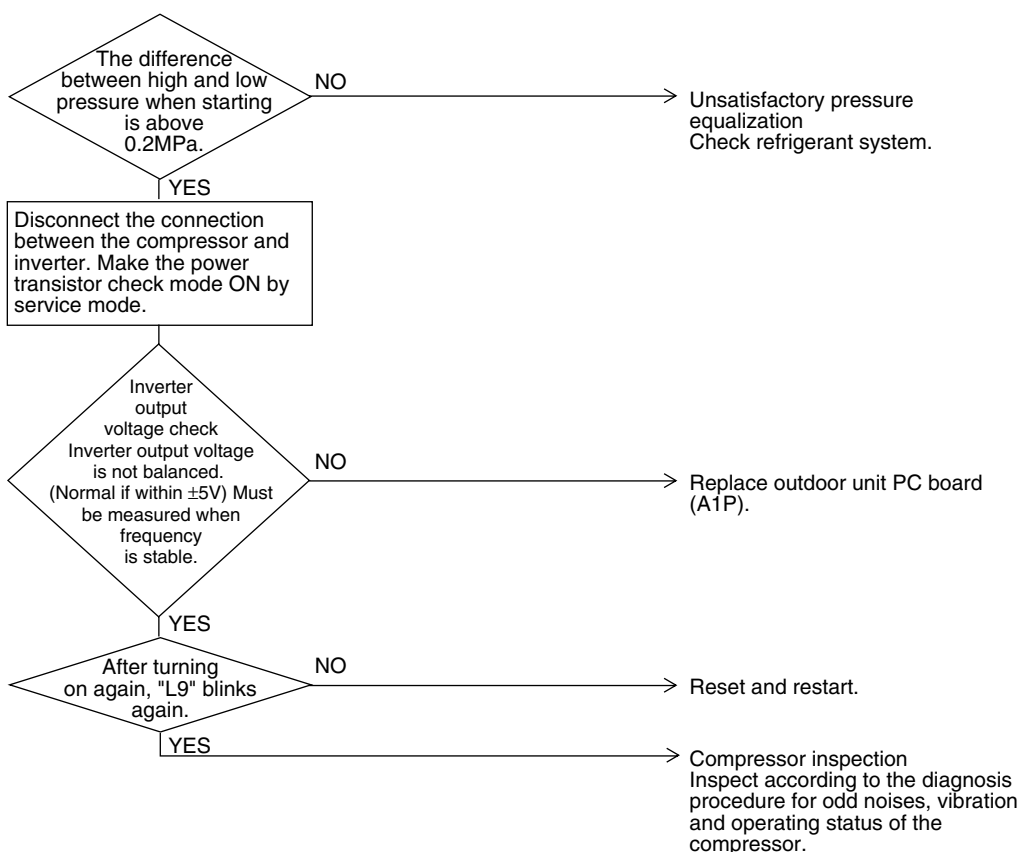 The difference
between high and low
pressure when starting
is above
0.2MPa.
NO
Unsatisfactory pressure
equalization
Check refrigerant system.
YES
Disconnect the connection
between the compressor and
inverter. Make the power
transistor check mode ON by
service mode.
Inverter
output
voltage check
Inverter output voltage
is not balanced.
(Normal if within ±5V) Must
be measured when
frequency
is stable.
NO
Replace outdoor unit PC board
(A1P).
YES
After turning
on again, "L9" blinks
again.
NO
Reset and restart.
YES
Compressor inspection
Inspect according to the diagnosis
procedure for odd noises, vibration
and operating status of the
compressor.